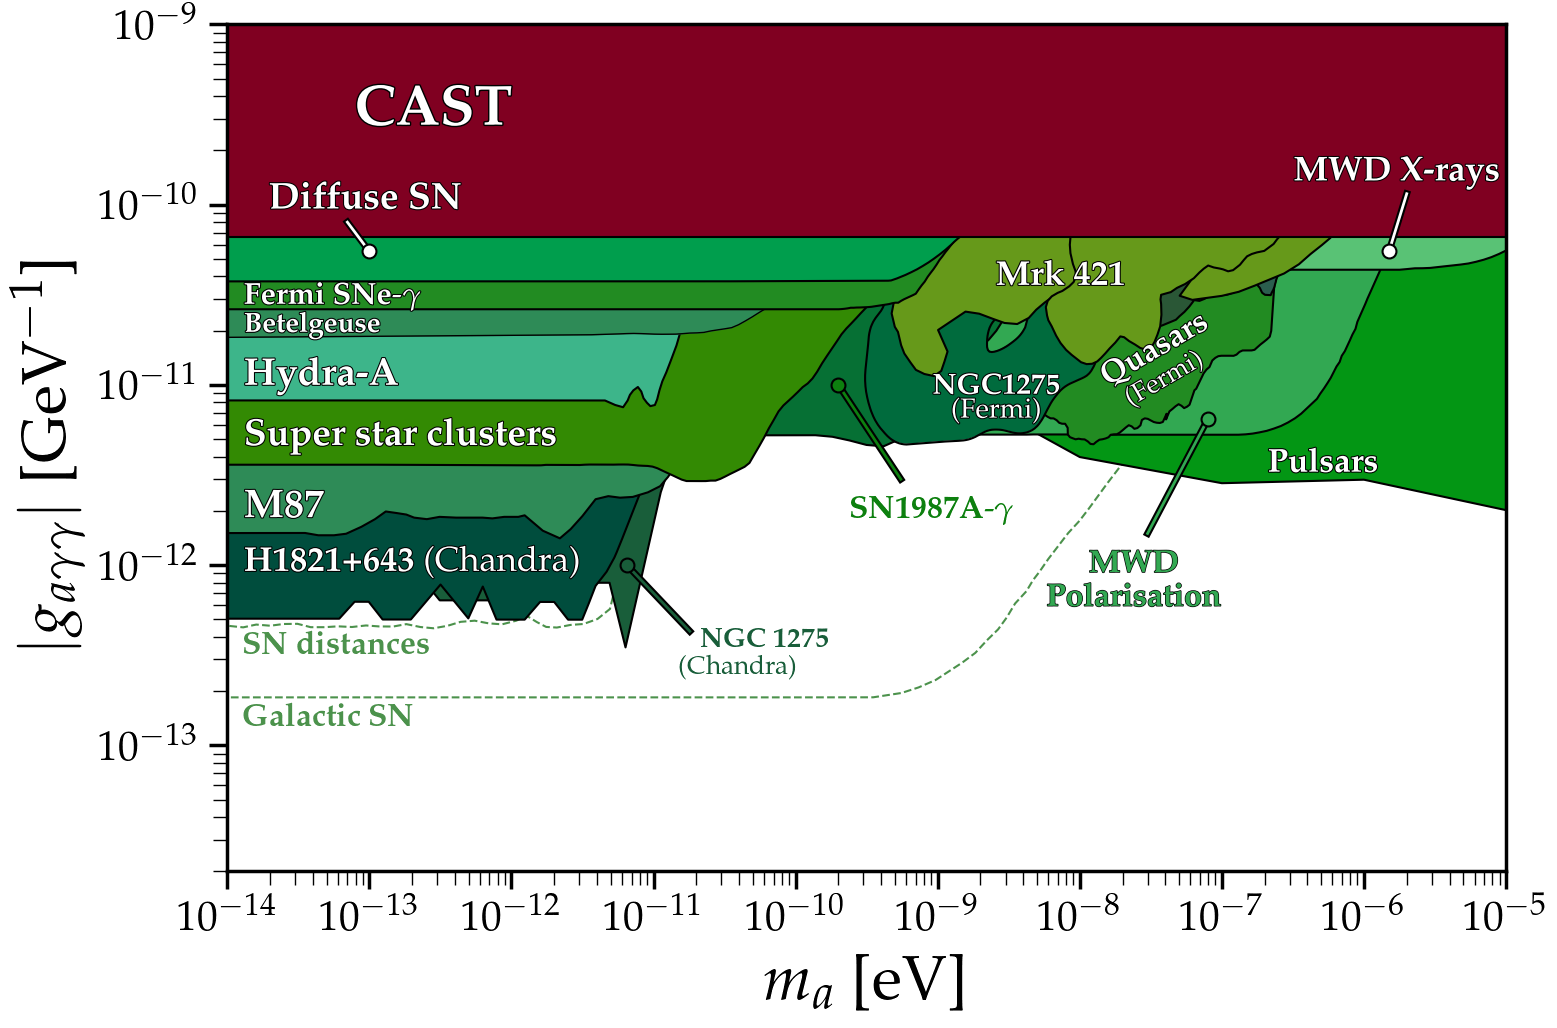 10⁻⁹
CAST
10⁻¹⁰
Diffuse SN
MWD X-rays
Fermi SNe-γ
Betelgeuse
Mrk 421
Hydra-A
10⁻¹¹
NGC1275
(Fermi)
Quasars
(Fermi)
Super star clusters
Pulsars
M87
SN1987A-γ
10⁻¹²
H1821+643 (Chandra)
MWD
Polarisation
SN distances
NGC 1275
(Chandra)
Galactic SN
10⁻¹³
|g_{aγγ}| [GeV⁻¹]
10⁻¹⁴ 10⁻¹³ 10⁻¹² 10⁻¹¹ 10⁻¹⁰ 10⁻⁹ 10⁻⁸ 10⁻⁷ 10⁻⁶ 10⁻⁵
mₐ [eV]